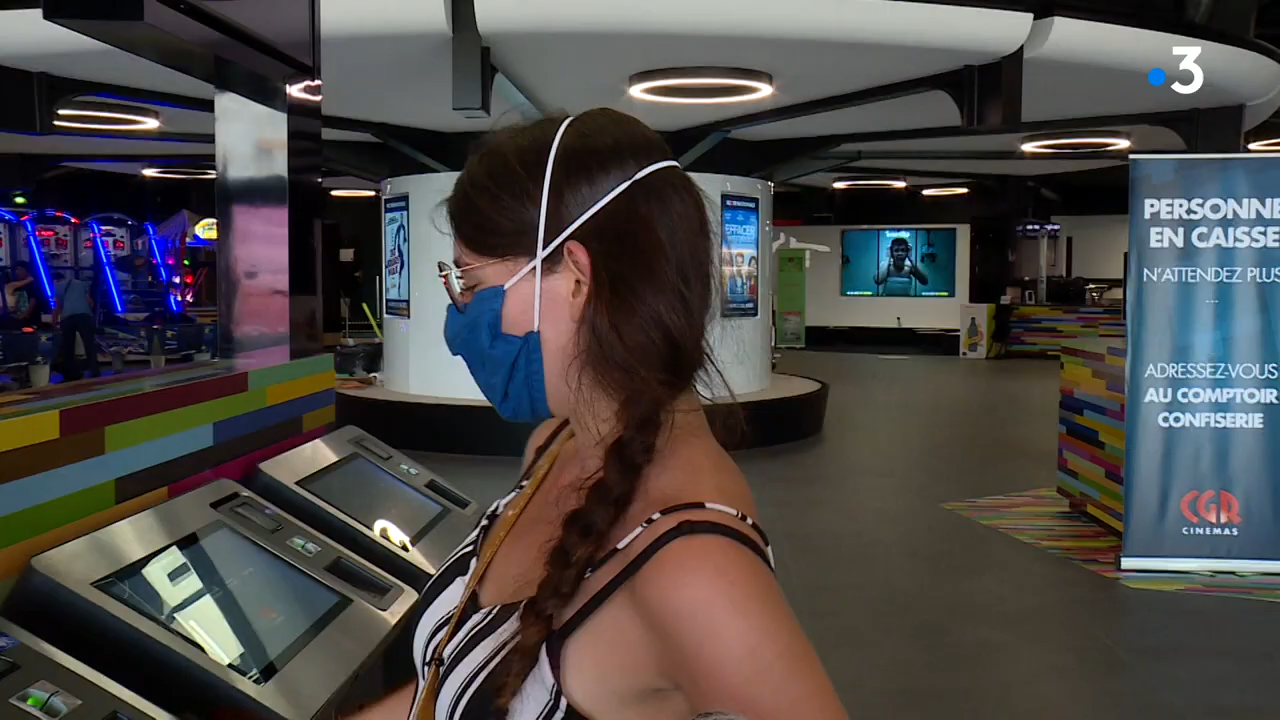 3
PERSONNE
EN CAISSE
N'ATTENDEZ PLUS
...
ADRESSEZ-VOUS
AU COMPTOIR
CONFISERIE
CGR
CINEMAS
EFFACER